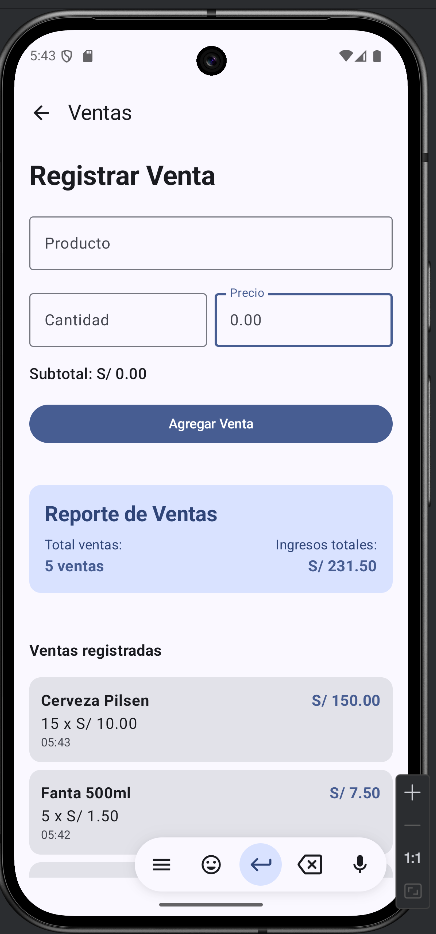 5:43
Ventas
Registrar Venta
Producto
Cantidad
Precio
0.00
Subtotal: S/ 0.00
Agregar Venta
Reporte de Ventas
Total ventas: Ingresos totales:
5 ventas S/ 231.50
Ventas registradas
Cerveza Pilsen S/ 150.00
15 x S/ 10.00
05:43
Fanta 500ml S/ 7.50
5 x S/ 1.50
05:42
1:1